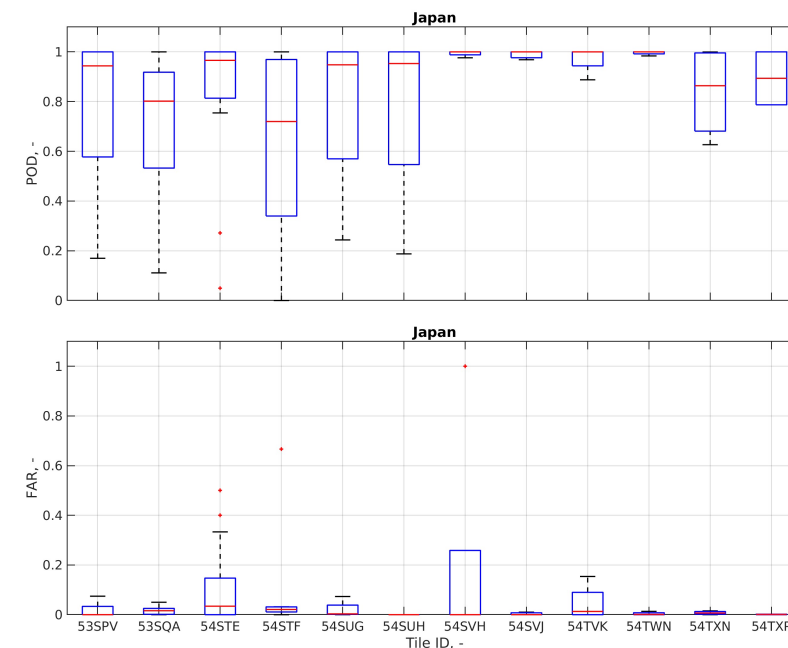 Japan
1
0.8
0.6
0.4
0.2
0
POD, -
Japan
1
0.8
0.6
0.4
0.2
0
FAR, -
53SPV 53SQA 54STE 54STF 54SUG 54SUH 54SVH 54SVJ 54TVK 54TWN 54TXN
Tile ID, -